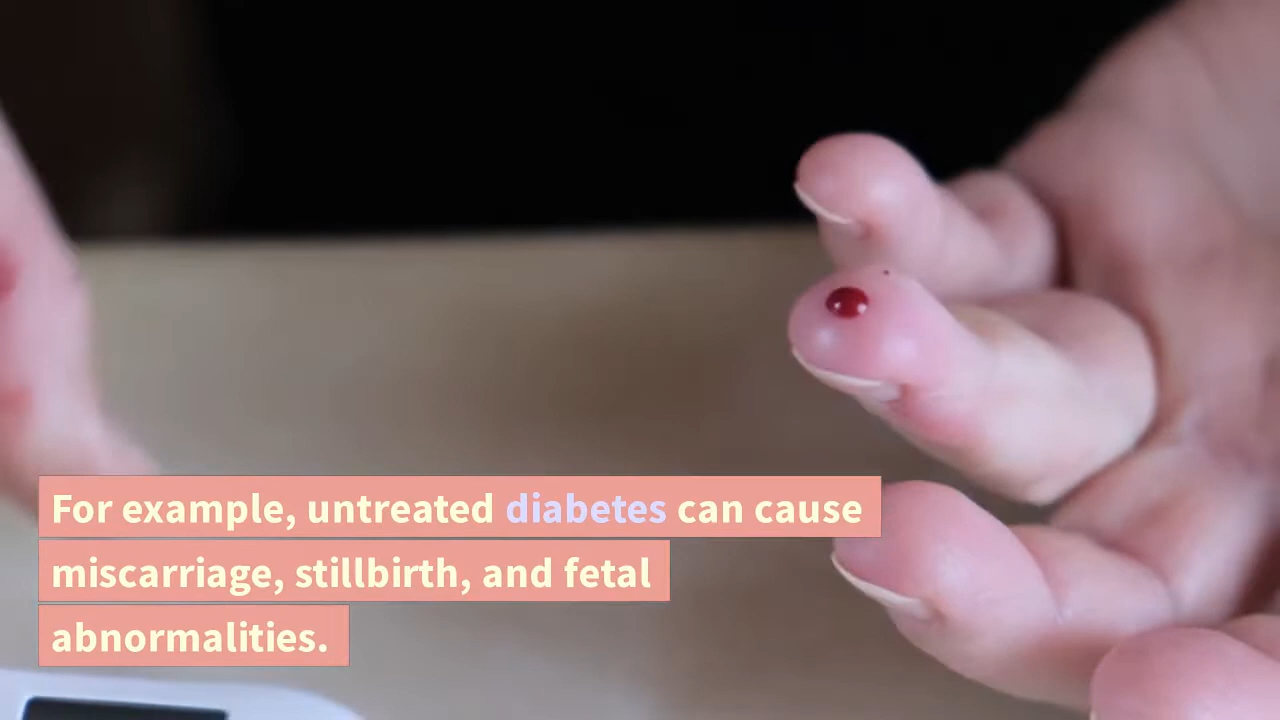 For example, untreated diabetes can cause
miscarriage, stillbirth, and fetal
abnormalities.